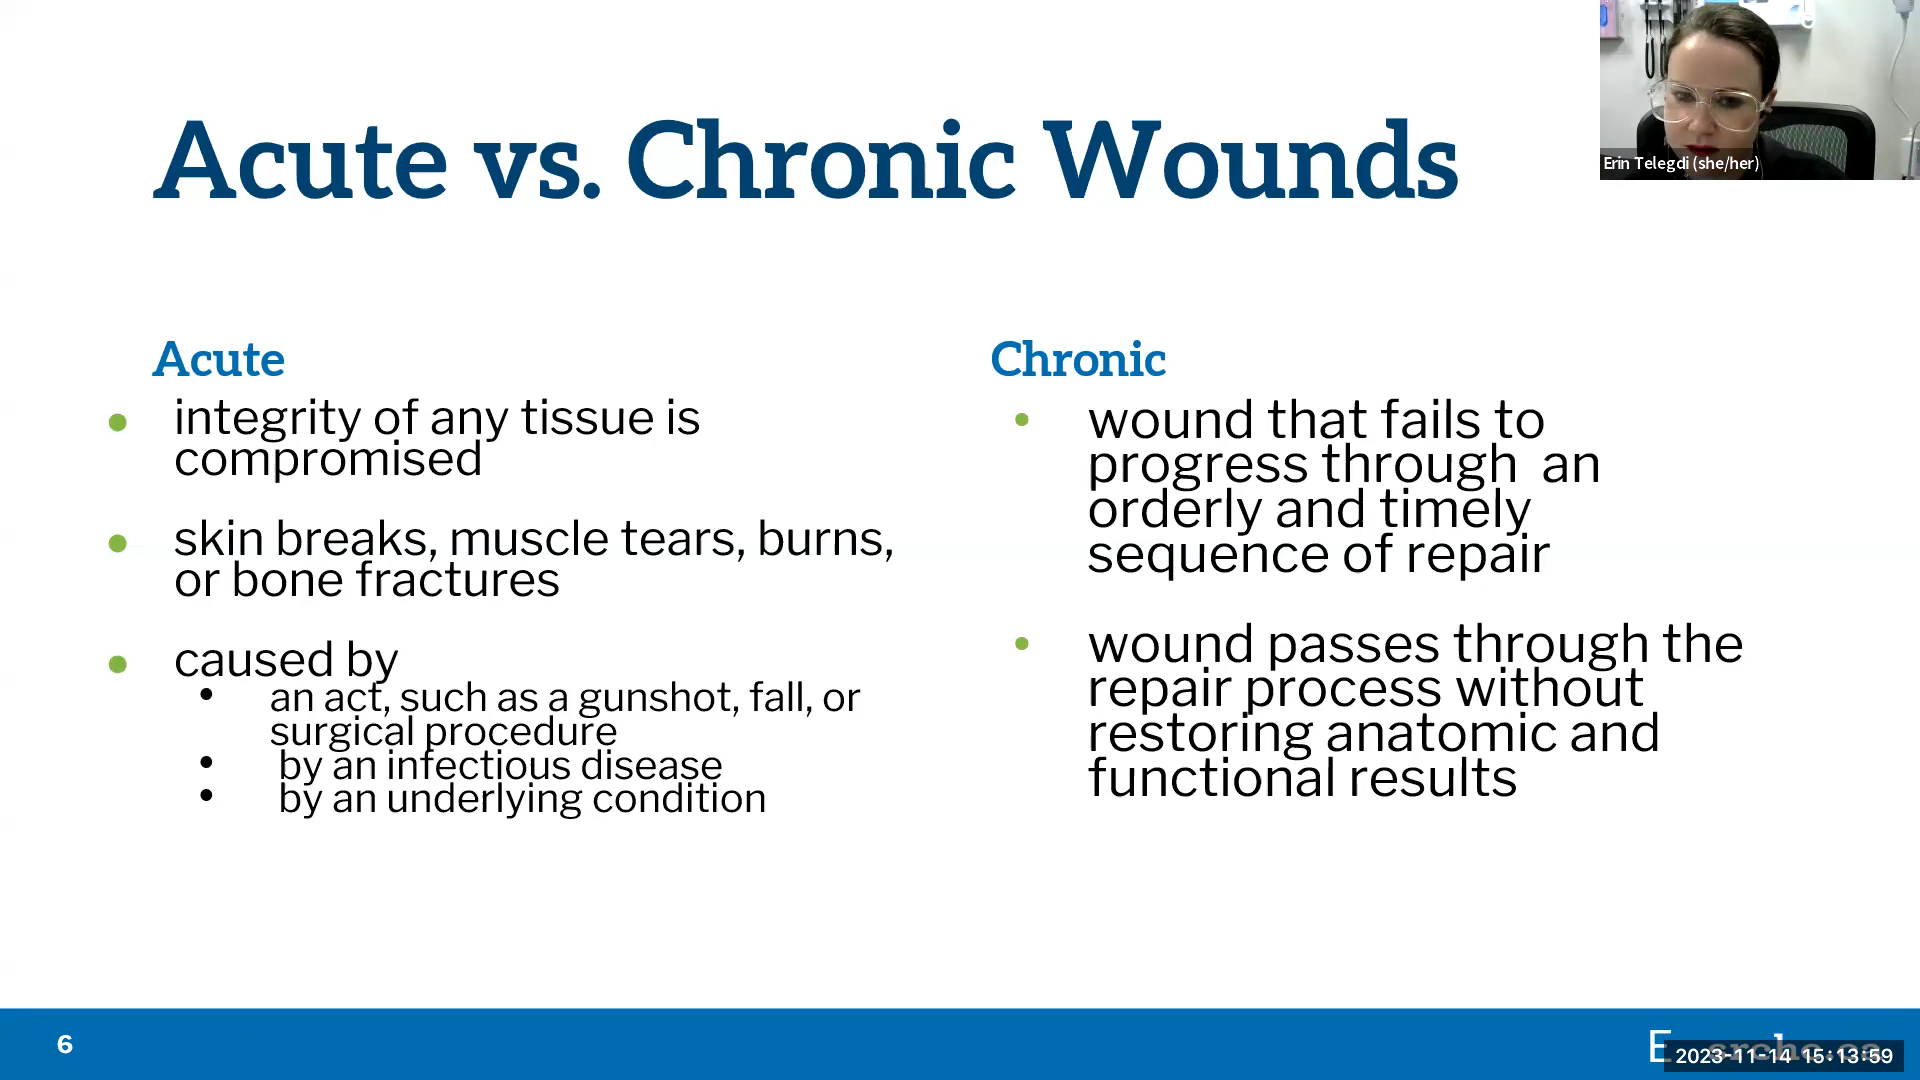 Acute vs. Chronic Wounds
Erin Telegdi (she/her)
Acute
integrity of any tissue is
compromised
skin breaks, muscle tears, burns,
or bone fractures
caused by
an act, such as a gunshot, fall, or
surgical procedure
by an infectious disease
by an underlying condition
Chronic
wound that fails to
progress through an
orderly and timely
sequence of repair
wound passes through the
repair process without
restoring anatomic and
functional results
6
2023-11-14 15:13:59